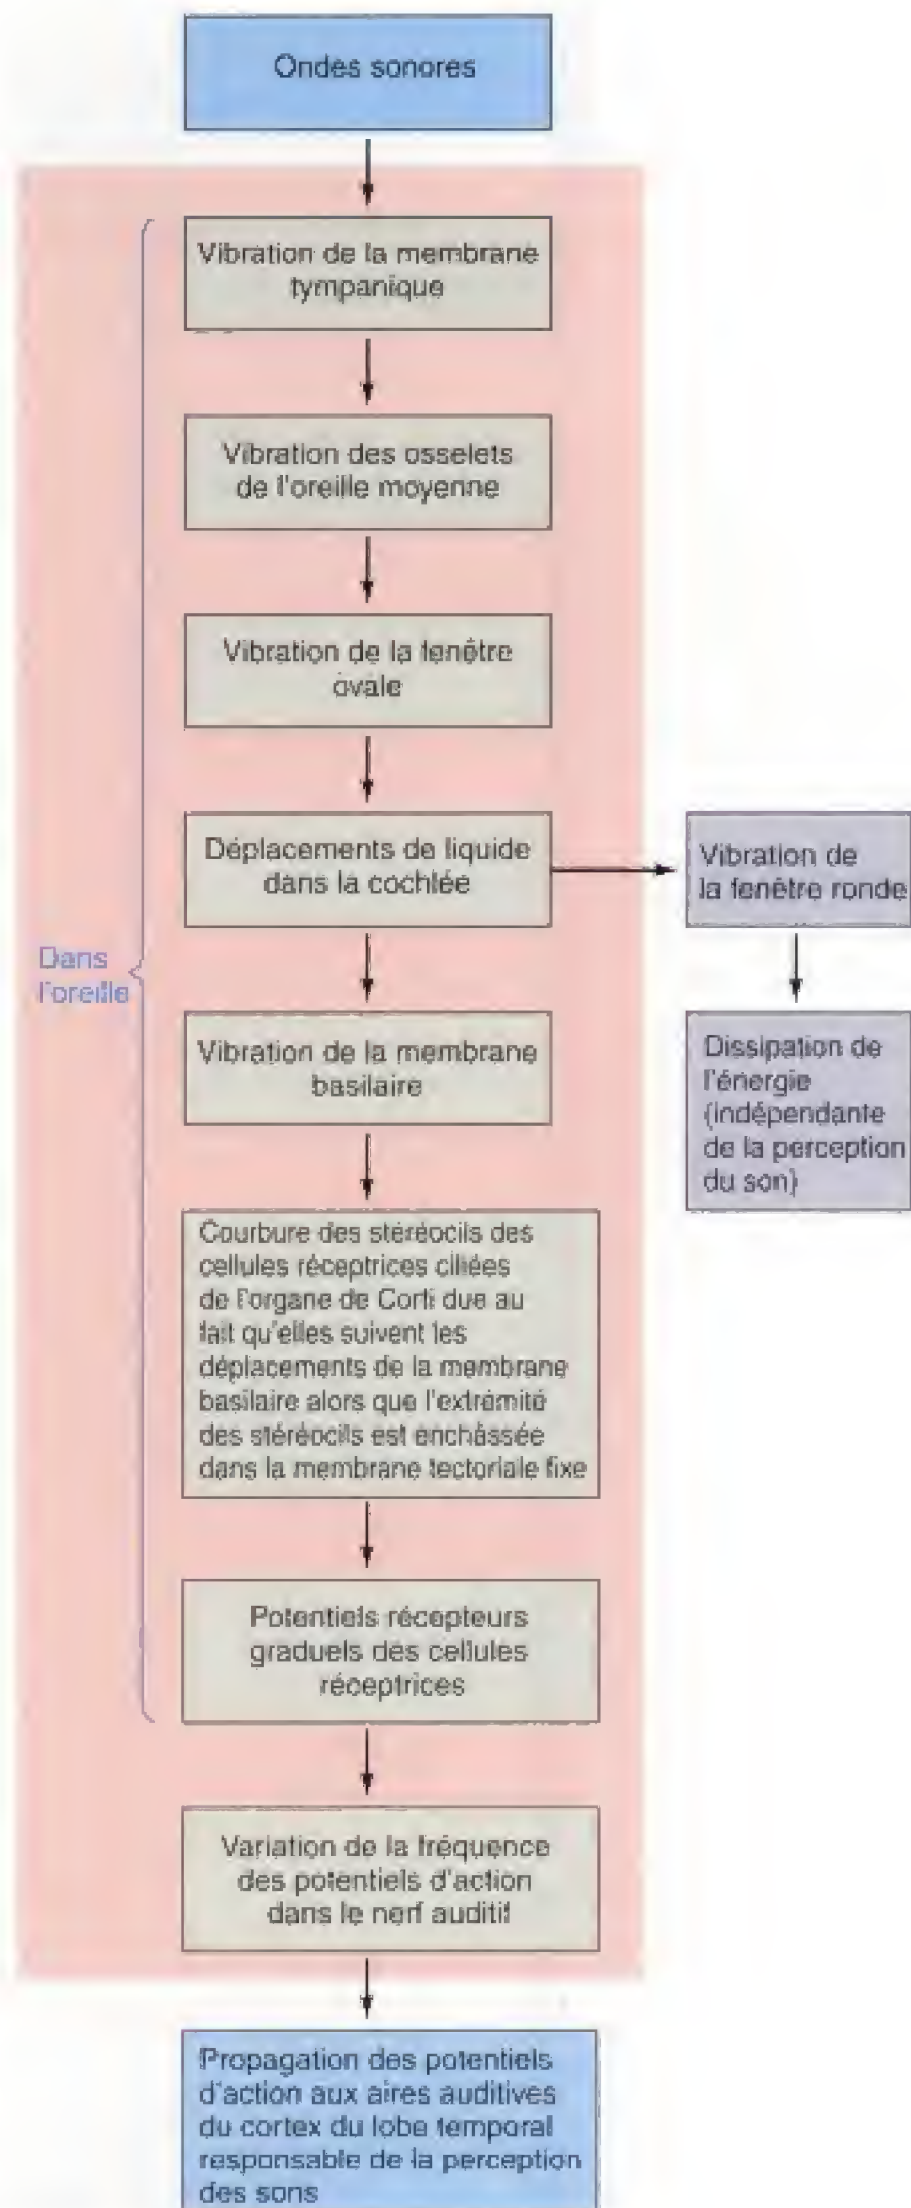 Ondes sonores
Vibration de la membrane
tympanique
Vibration des osselets
de l'oreille moyenne
Vibration de la fenêtre
ovale
Déplacements de liquide
dans la cochlée
Vibration de
la fenêtre ronde
Dans
l'oreille
Vibration de la membrane
basilaire
Dissipation de
l'énergie
(indépendante
de la perception
du son)
Courbure des stéréocils des
cellules réceptrices ciliées
de l'organe de Corti due au
fait qu'elles suivent les
déplacements de la membrane
basilaire alors que l'extrémité
des stéréocils est enchâssée
dans la membrane tectoriale fixe
Potentiels récepteurs
graduels des cellules
réceptrices
Variation de la fréquence
des potentiels d'action
dans le nerf auditif
Propagation des potentiels
d'action aux aires auditives
du cortex du lobe temporal
responsable de la perception
des sons